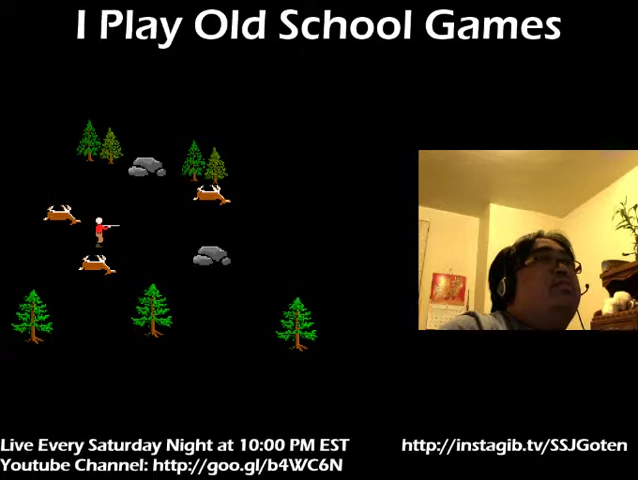 I Play Old School Games
Live Every Saturday Night at 10:00 PM EST
http://instagib.tv/SSJGoten
Youtube Channel: http://goo.gl/b4WC6N